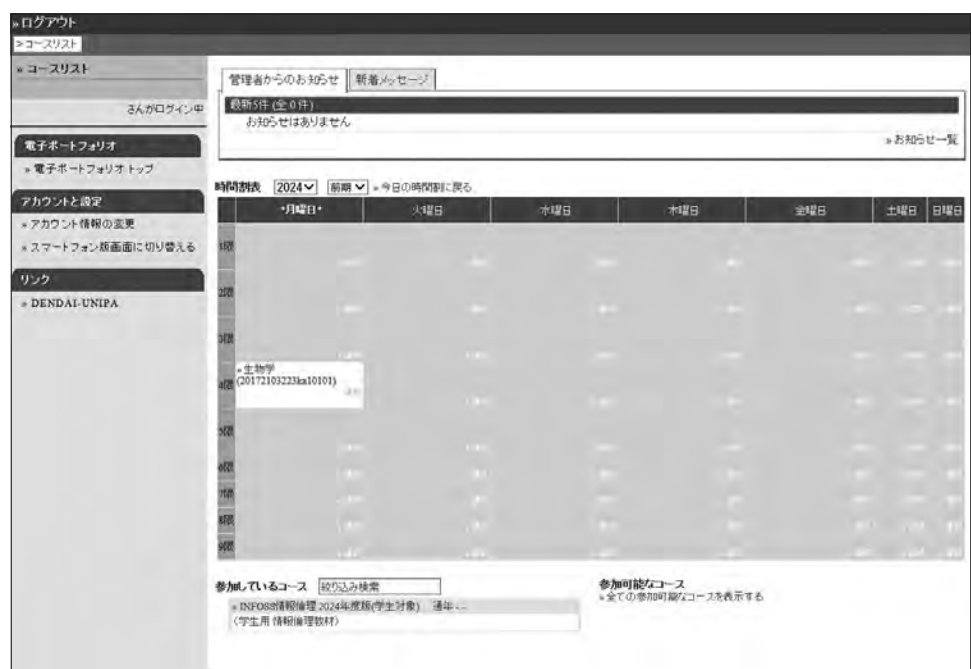 »ログアウト
>コースリスト
» コースリスト
さんがログイン中
電子ポートフォリオ
» 電子ポートフォリオトップ
アカウントと設定
» アカウント情報の変更
» スマートフォン版画面に切り替える
リンク
» DENDAI-UNIPA
管理者からのお知らせ 新着メッセージ
最新5件 (全0件)
お知らせはありません
» お知らせ一覧
時間割表 2024 前期 » 今日の時間割に戻る
•月曜日• 火曜日 水曜日 木曜日 金曜日 土曜日 日曜日
1限
2限
3限
4限
» 生物学
(20172103223ka10101)
5限
6限
7限
8限
9限
参加しているコース 絞り込み検索
» INFOSS情報倫理 2024年度版(学生対象) 通年 - -
〈学生用 情報倫理教材〉
参加可能なコース
» 全ての参加可能なコースを表示する